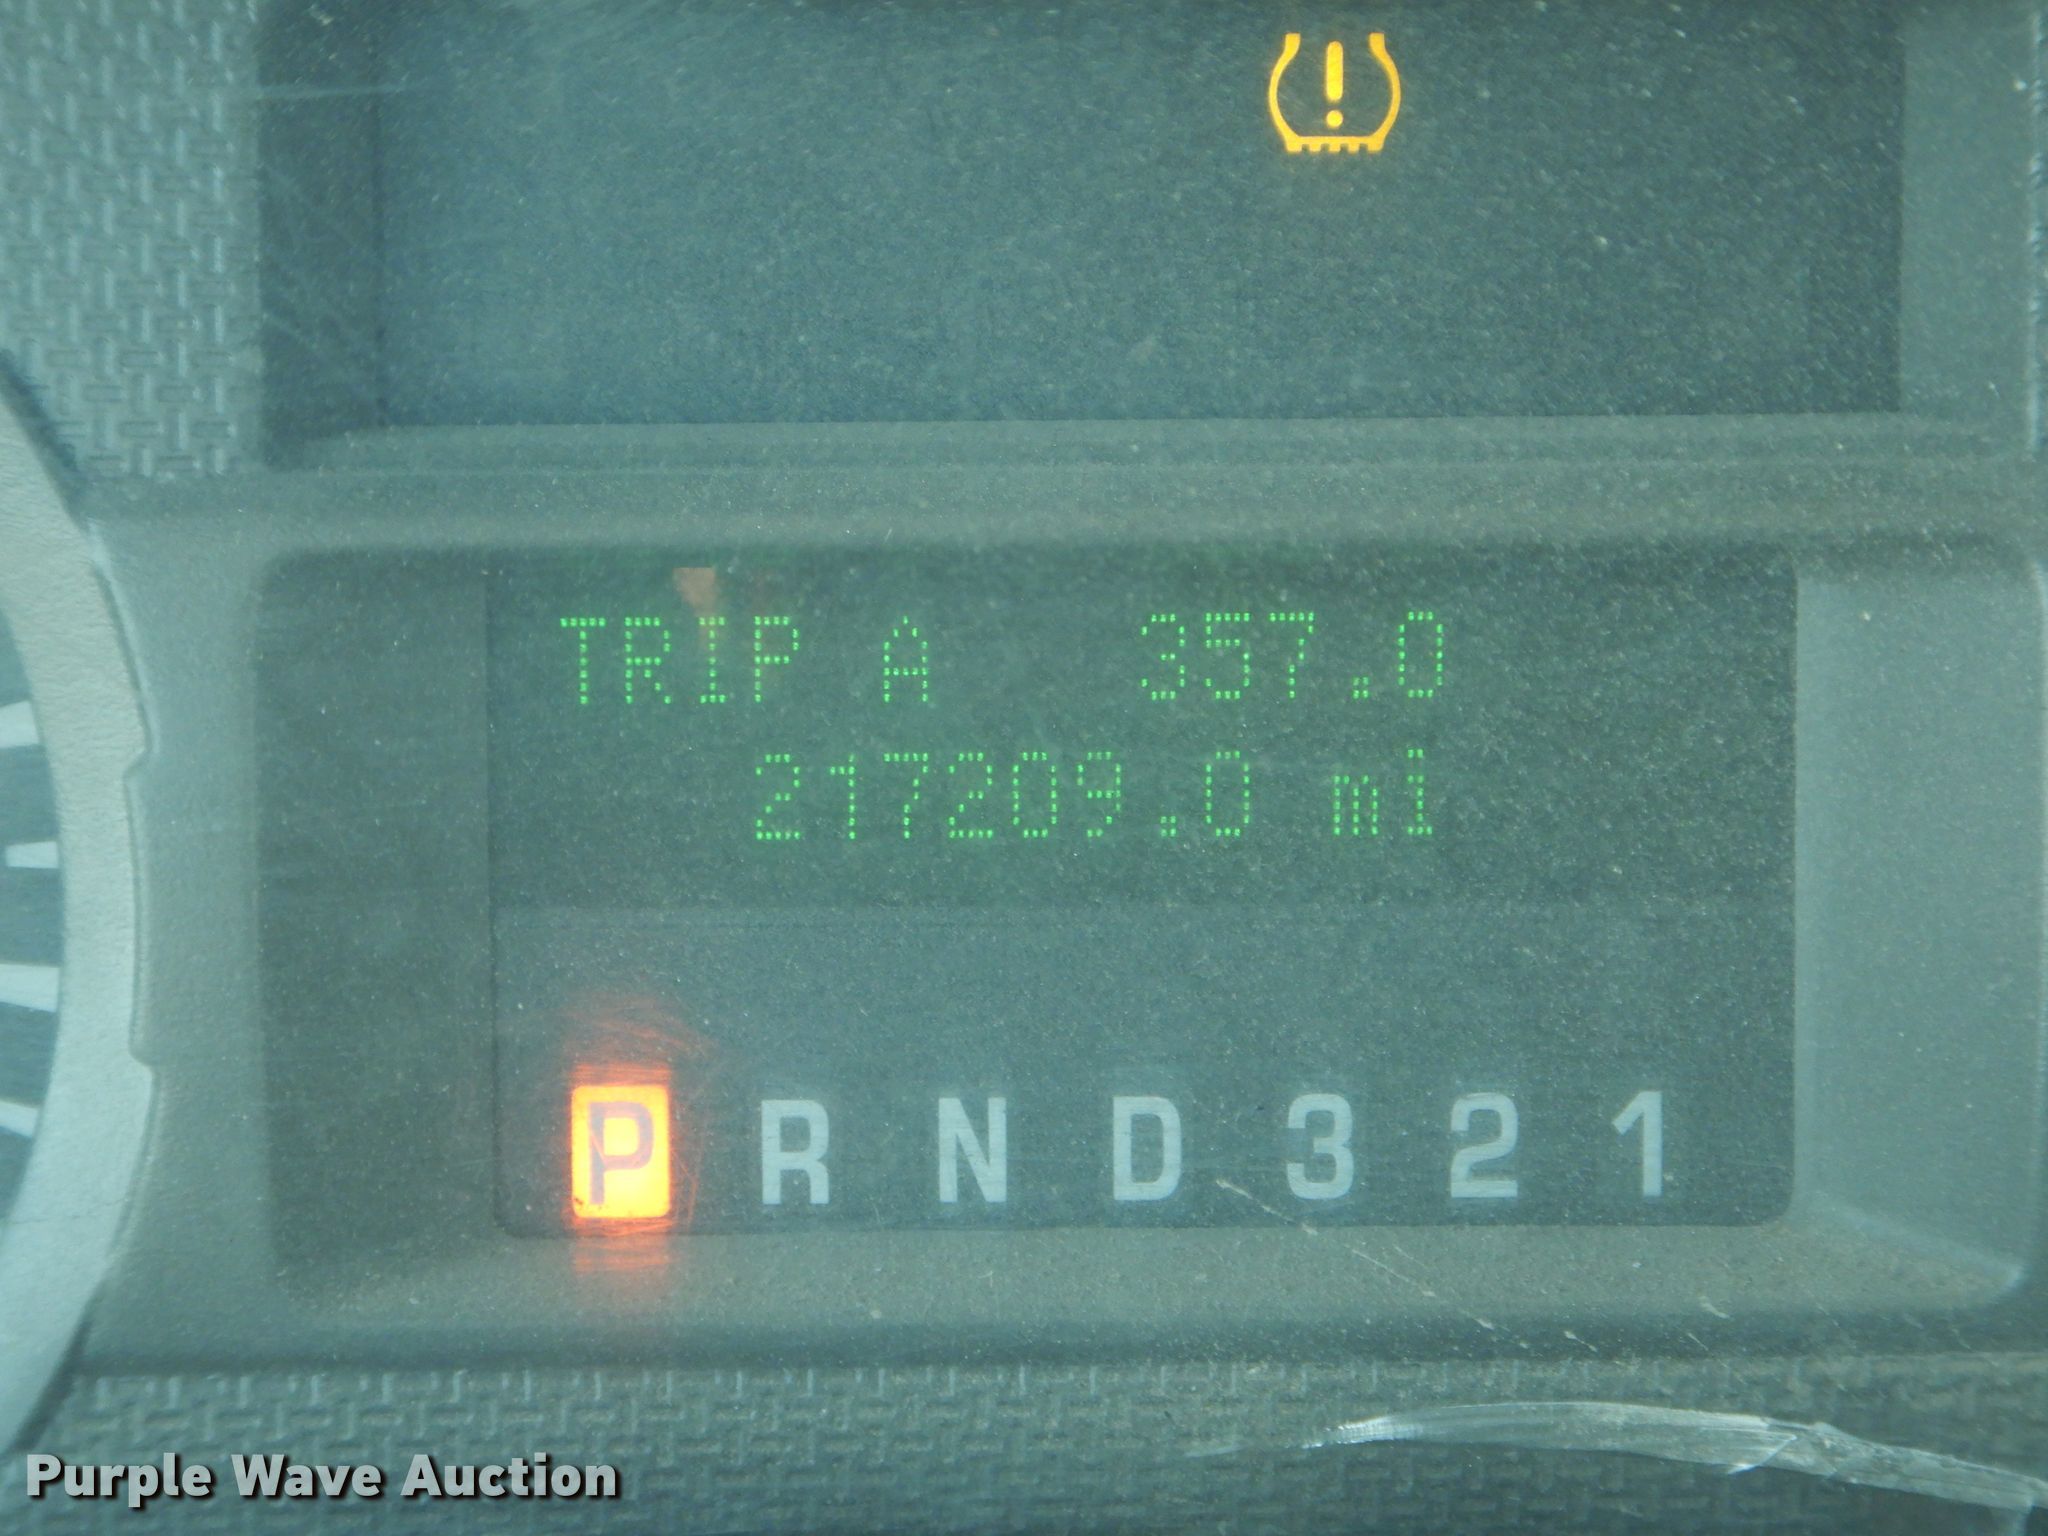 TRIP A 357.0
217209.0 mi
P R N D 3 2 1
Purple Wave Auction